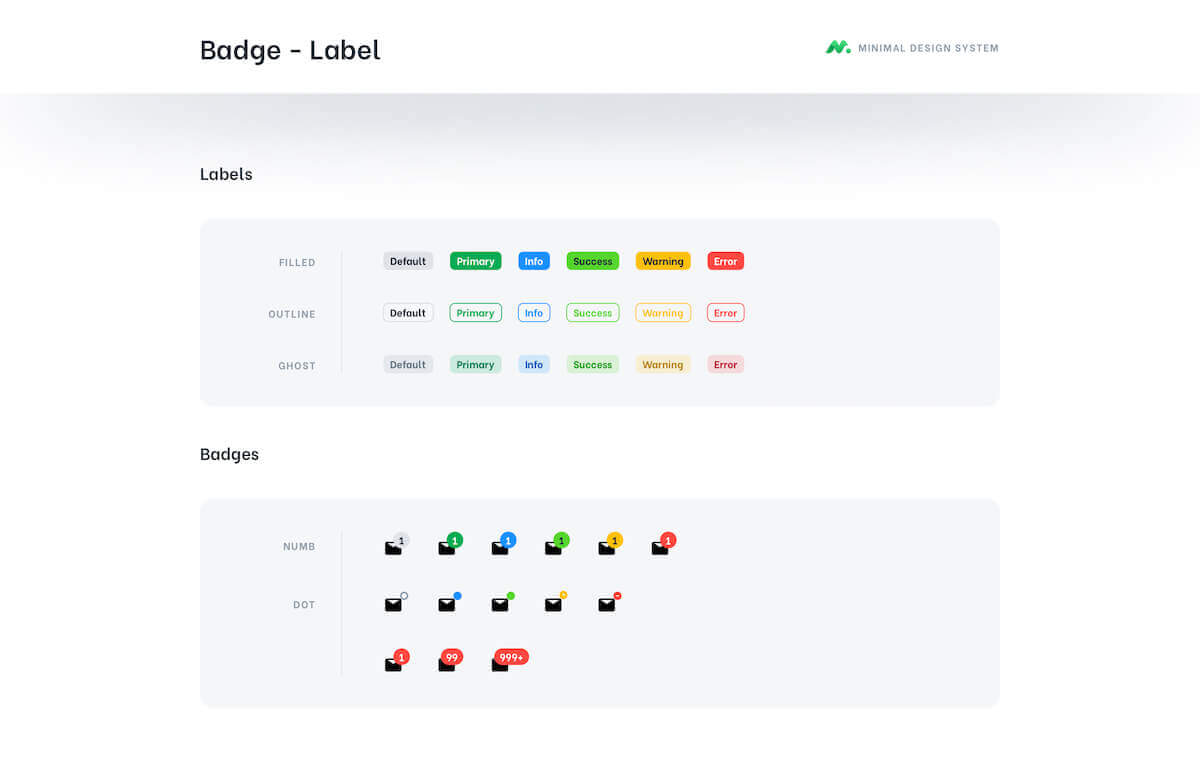 Badge - Label
MINIMAL DESIGN SYSTEM
Labels
FILLED Default Primary Info Success Warning Error
OUTLINE Default Primary Info Success Warning Error
GHOST Default Primary Info Success Warning Error
Badges
NUMB 1 1 1 1 1 1
DOT
1 99 999+